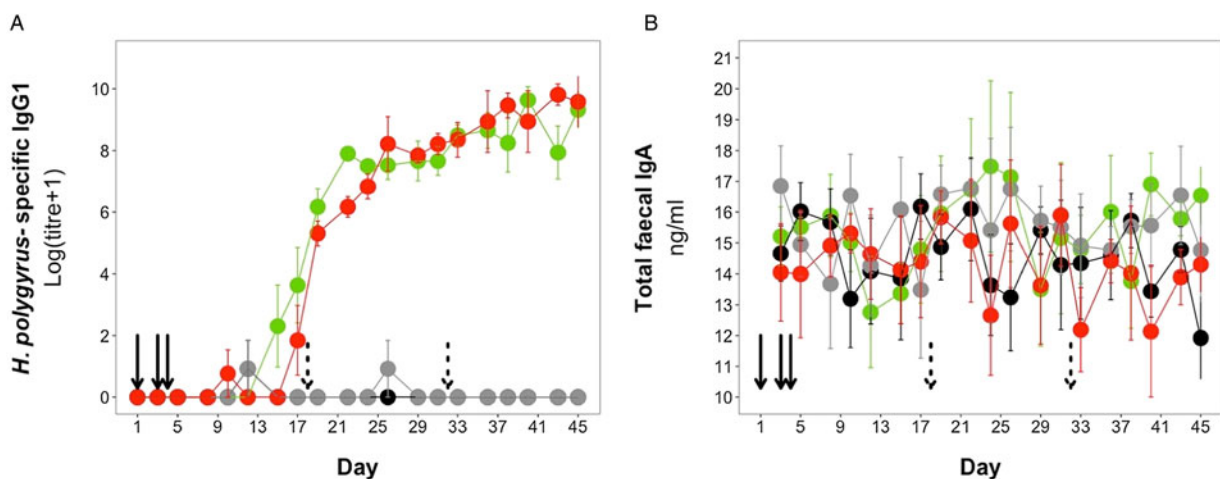 A
H. polygyrus- specific IgG1
Log(titre+1)
10
8
6
4
2
0
1 5 9 13 17 21 25 29 33 37 41 45
Day
B
Total faecal IgA
ng/ml
21
20
19
18
17
16
15
14
13
12
11
10
1 5 9 13 17 21 25 29 33 37 41 45
Day